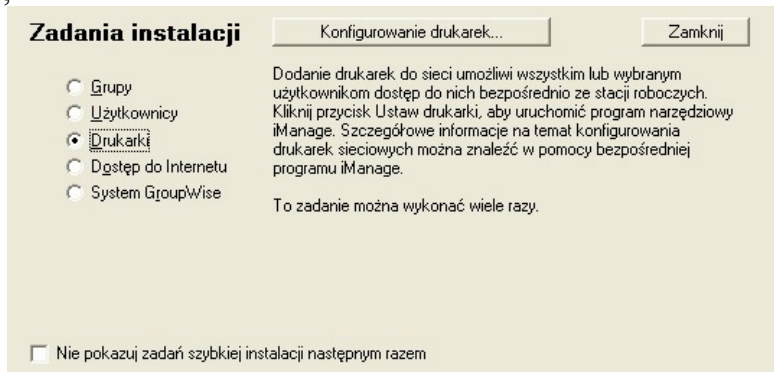 Zadania instalacji
Konfigurowanie drukarek...
Zamknij
Grupy
Użytkownicy
Drukarki
Dostęp do Internetu
System GroupWise
Dodanie drukarek do sieci umożliwi wszystkim lub wybranym
użytkownikom dostęp do nich bezpośrednio ze stacji roboczych.
Kliknij przycisk Ustaw drukarki, aby uruchomić program narzędziowy
iManage. Szczegółowe informacje na temat konfigurowania
drukarek sieciowych można znaleźć w pomocy bezpośredniej
programu iManage.
To zadanie można wykonać wiele razy.
Nie pokazuj zadań szybkiej instalacji następnym razem